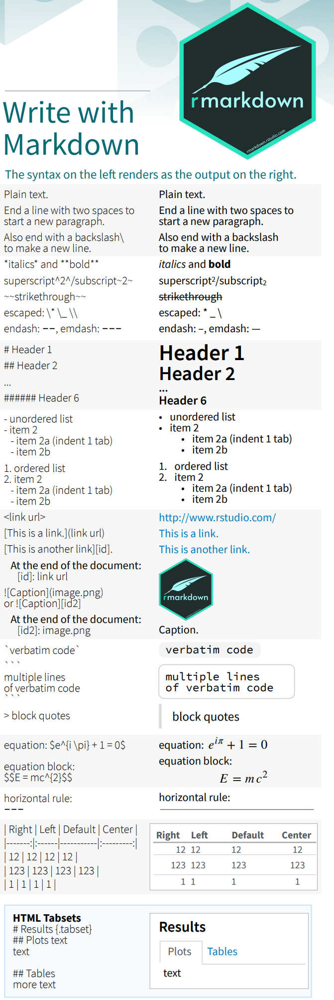 rmarkdown
rmarkdown.rstudio.com
Write with
Markdown
The syntax on the left renders as the output on the right.
Plain text.
Plain text.
End a line with two spaces to
start a new paragraph.
End a line with two spaces to
start a new paragraph.
Also end with a backslash\
to make a new line.
Also end with a backslash
to make a new line.
*italics* and **bold**
italics and bold
superscript^2^/subscript~2~
superscript²/subscript₂
~~strikethrough~~
strikethrough
escaped: \* \_ \\
escaped: * _ \
endash: --, emdash: ---
endash: –, emdash: —
# Header 1
## Header 2
...
###### Header 6
Header 1
Header 2
...
Header 6
- unordered list
- item 2
- item 2a (indent 1 tab)
- item 2b
• unordered list
• item 2
• item 2a (indent 1 tab)
• item 2b
1. ordered list
2. item 2
- item 2a (indent 1 tab)
- item 2b
1. ordered list
2. item 2
• item 2a (indent 1 tab)
• item 2b
<link url>
http://www.rstudio.com/
[This is a link.](link url)
This is a link.
[This is another link][id].
This is another link.
At the end of the document:
[id]: link url
![Caption](image.png)
or ![Caption][id2]
At the end of the document:
[id2]: image.png
rmarkdown
Caption.
`verbatim code`
verbatim code
```
multiple lines
of verbatim code
```
multiple lines
of verbatim code
> block quotes
block quotes
equation: $e^{i \pi} + 1 = 0$
equation: e^{iπ} + 1 = 0
equation block:
$$E = mc^{2}$$
equation block:
E = mc²
horizontal rule:
---
horizontal rule:
| Right | Left | Default | Center |
|-------:|:------|-----------|:---------:|
| 12 | 12 | 12 | 12 |
| 123 | 123 | 123 | 123 |
| 1 | 1 | 1 | 1 |
Right Left Default Center
12 12 12 12
123 123 123 123
1 1 1 1
HTML Tabsets
# Results {.tabset}
## Plots text
text
## Tables
more text
Results
Plots Tables
text